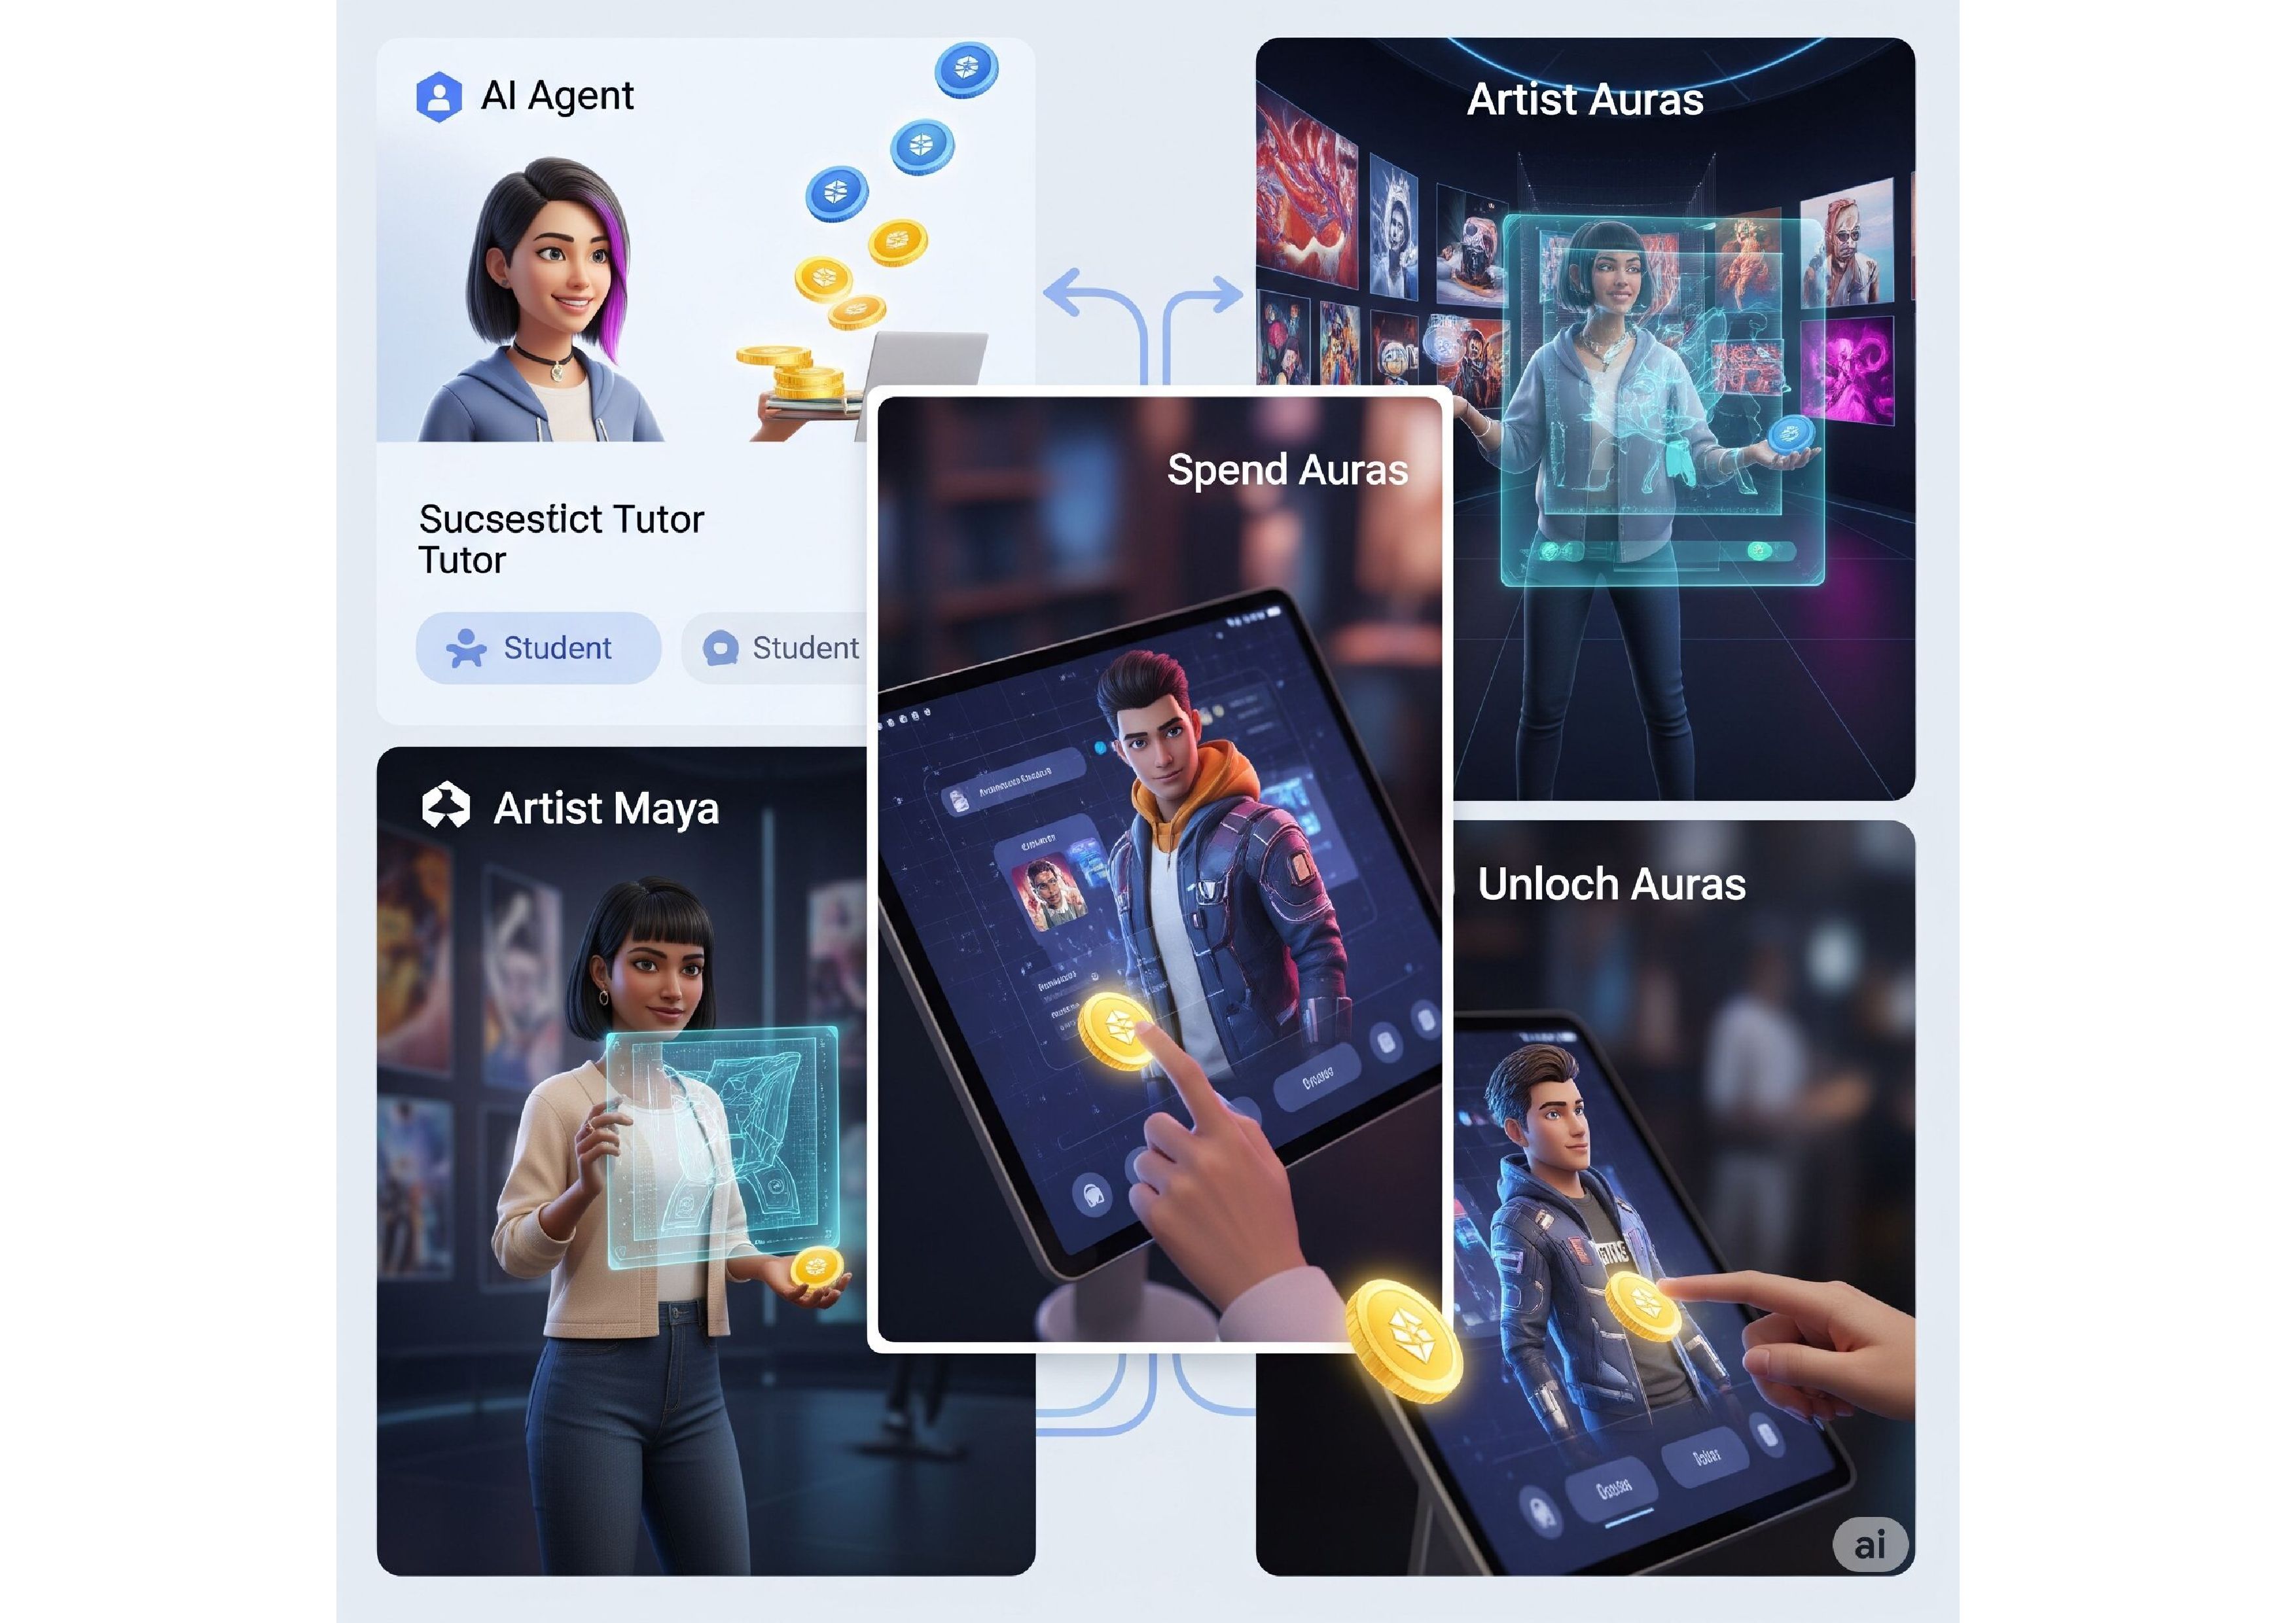 AI Agent
Artist Auras
Spend Auras
Sucsestict Tutor
Tutor
Student
Student
Artist Maya
Unloch Auras
ai